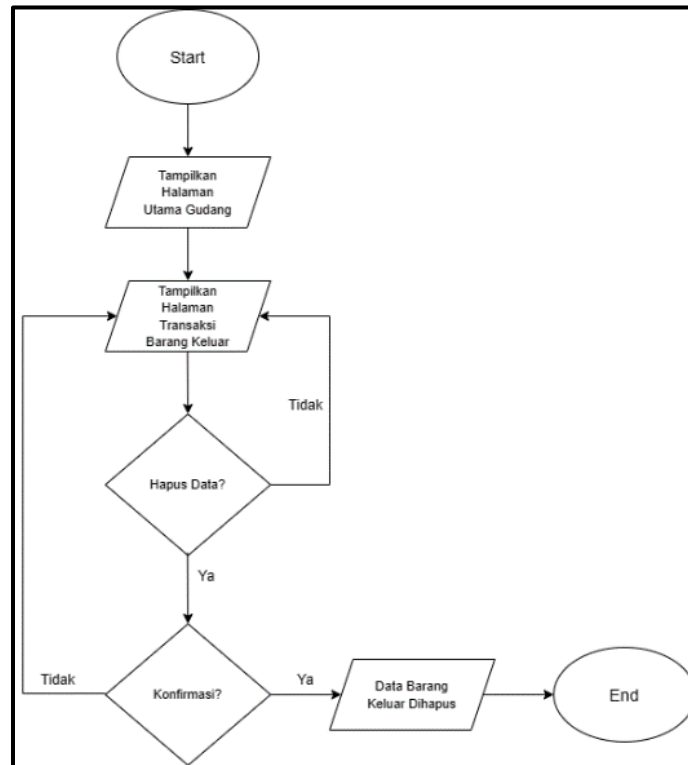 Start
Tampilkan
Halaman
Utama Gudang
Tampilkan
Halaman
Transaksi
Barang Keluar
Tidak
Hapus Data?
Ya
Tidak
Konfirmasi?
Ya
Data Barang
Keluar Dihapus
End